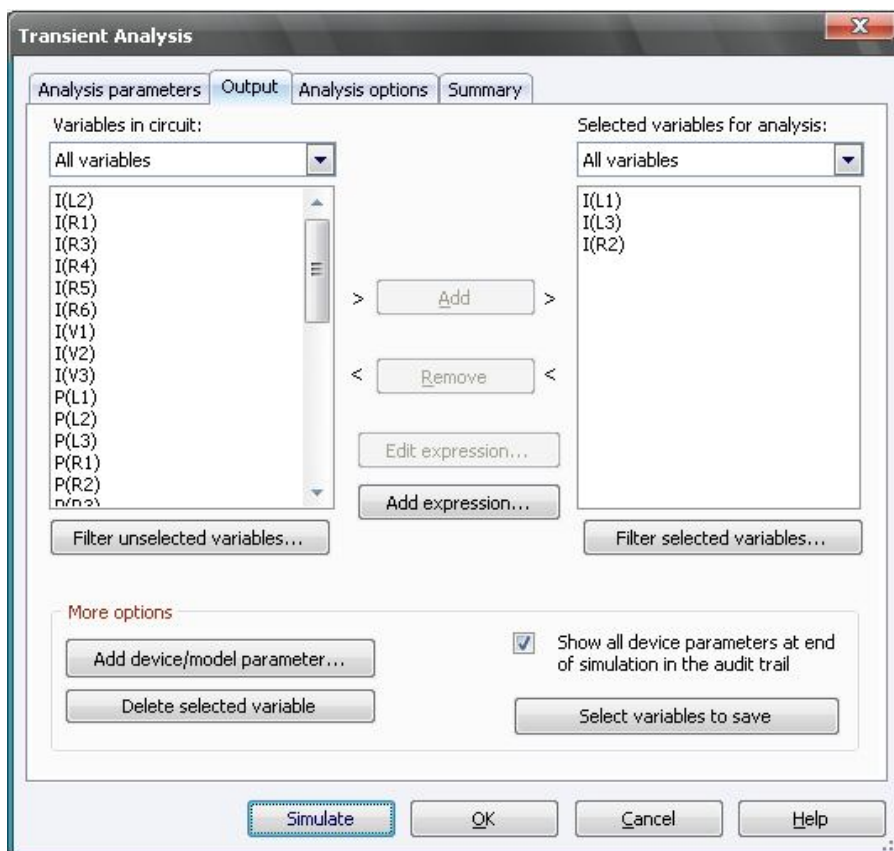 Transient Analysis
Analysis parameters Output Analysis options Summary
Variables in circuit:
All variables
I(L2)
I(R1)
I(R3)
I(R4)
I(R5)
I(R6)
I(V1)
I(V2)
I(V3)
P(L1)
P(L2)
P(L3)
P(R1)
P(R2)
Filter unselected variables...
> Add >
< Remove <
Edit expression...
Add expression...
Selected variables for analysis:
All variables
I(L1)
I(L3)
I(R2)
Filter selected variables...
More options
Add device/model parameter...
Delete selected variable
Show all device parameters at end
of simulation in the audit trail
Select variables to save
Simulate OK Cancel Help